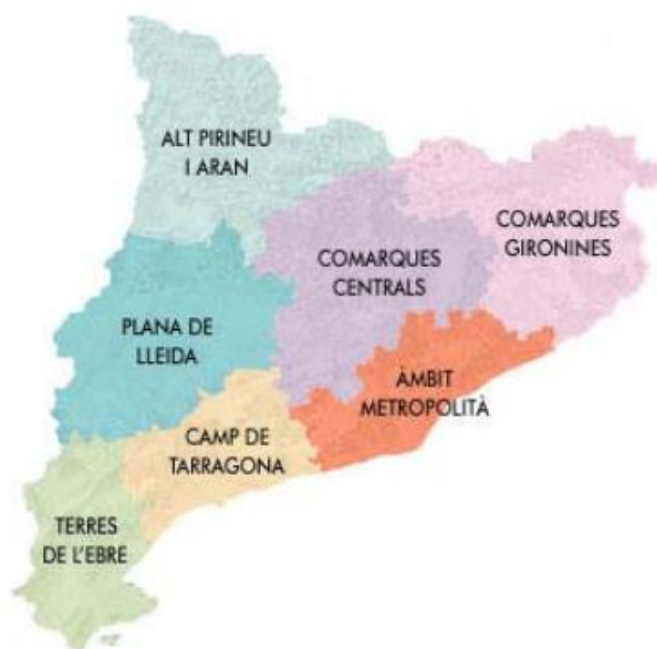 ALT PIRINEU
I ARAN
COMARQUES
GIRONINES
COMARQUES
CENTRALS
PLANA DE
LLEIDA
ÀMBIT
METROPOLITÀ
CAMP DE
TARRAGONA
TERRES
DE L'EBRE